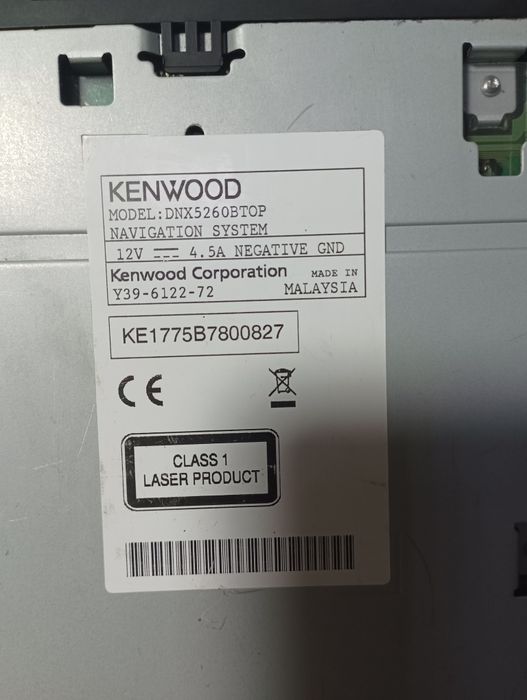 KENWOOD
MODEL:DNX5260BTOP
NAVIGATION SYSTEM
12V 4.5A NEGATIVE GND
Kenwood Corporation MADE IN
Y39-6122-72 MALAYSIA
KE1775B7800827
CE
CLASS 1
LASER PRODUCT